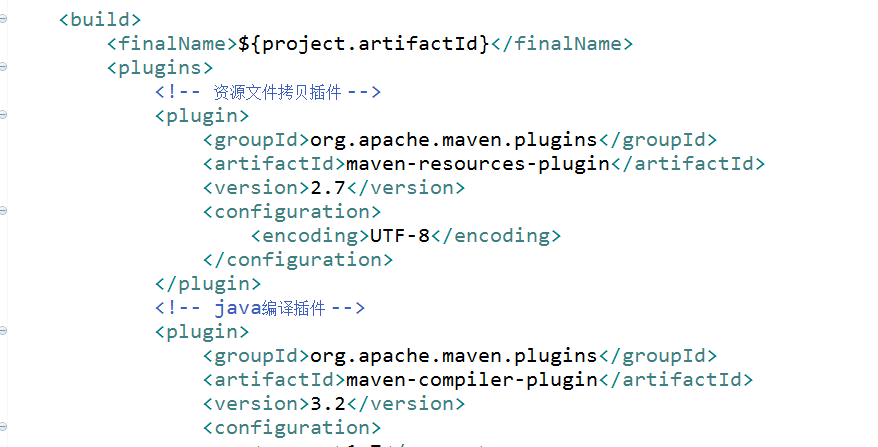 <build>
<finalName>${project.artifactId}</finalName>
<plugins>
<!-- 资源文件拷贝插件 -->
<plugin>
<groupId>org.apache.maven.plugins</groupId>
<artifactId>maven-resources-plugin</artifactId>
<version>2.7</version>
<configuration>
<encoding>UTF-8</encoding>
</configuration>
</plugin>
<!-- java编译插件 -->
<plugin>
<groupId>org.apache.maven.plugins</groupId>
<artifactId>maven-compiler-plugin</artifactId>
<version>3.2</version>
<configuration>